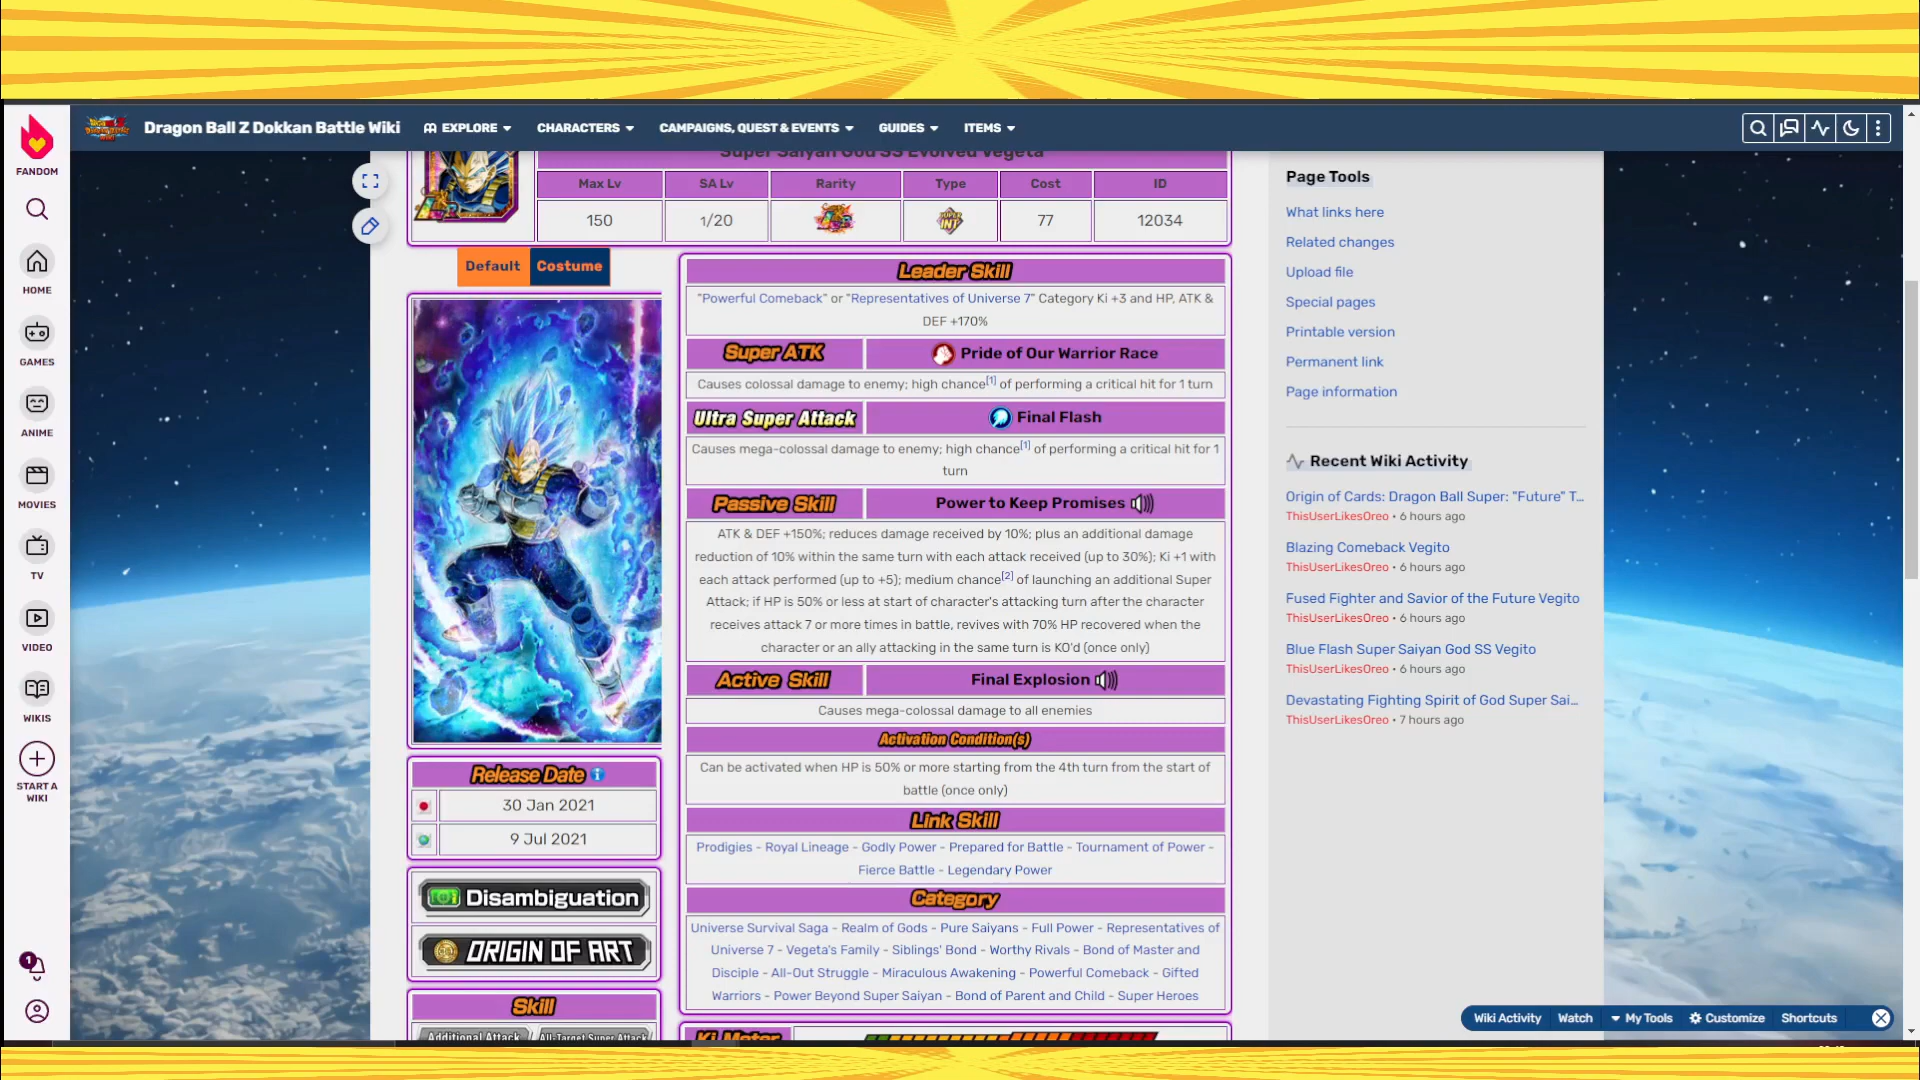 Dragon Ball Z Dokkan Battle Wiki
EXPLORE
CHARACTERS
CAMPAIGNS, QUEST & EVENTS
GUIDES
ITEMS
FANDOM
HOME
GAMES
ANIME
MOVIES
TV
VIDEO
WIKIS
START A
WIKI
1
Super Saiyan God SS Evolved Vegeta
Max Lv
SA Lv
Rarity
Type
Cost
ID
150
1/20
SUPER
INT
77
12034
Default
Costume
Leader Skill
"Powerful Comeback" or "Representatives of Universe 7" Category Ki +3 and HP, ATK &
DEF +170%
Super ATK
Pride of Our Warrior Race
Causes colossal damage to enemy; high chance[1] of performing a critical hit for 1 turn
Ultra Super Attack
Final Flash
Causes mega-colossal damage to enemy; high chance[1] of performing a critical hit for 1
turn
Passive Skill
Power to Keep Promises
ATK & DEF +150%; reduces damage received by 10%; plus an additional damage
reduction of 10% within the same turn with each attack received (up to 30%); Ki +1 with
each attack performed (up to +5); medium chance[2] of launching an additional Super
Attack; if HP is 50% or less at start of character's attacking turn after the character
receives attack 7 or more times in battle, revives with 70% HP recovered when the
character or an ally attacking in the same turn is KO'd (once only)
Active Skill
Final Explosion
Causes mega-colossal damage to all enemies
Activation Condition(s)
Can be activated when HP is 50% or more starting from the 4th turn from the start of
battle (once only)
Link Skill
Prodigies - Royal Lineage - Godly Power - Prepared for Battle - Tournament of Power -
Fierce Battle - Legendary Power
Category
Universe Survival Saga - Realm of Gods - Pure Saiyans - Full Power - Representatives of
Universe 7 - Vegeta's Family - Siblings' Bond - Worthy Rivals - Bond of Master and
Disciple - All-Out Struggle - Miraculous Awakening - Powerful Comeback - Gifted
Warriors - Power Beyond Super Saiyan - Bond of Parent and Child - Super Heroes
Ki Meter
Release Date
30 Jan 2021
9 Jul 2021
Disambiguation
ORIGIN OF ART
Skill
Additional Attack
All-Target Super Attack
Page Tools
What links here
Related changes
Upload file
Special pages
Printable version
Permanent link
Page information
Recent Wiki Activity
Origin of Cards: Dragon Ball Super: "Future" T...
ThisUserLikesOreo • 6 hours ago
Blazing Comeback Vegito
ThisUserLikesOreo • 6 hours ago
Fused Fighter and Savior of the Future Vegito
ThisUserLikesOreo • 6 hours ago
Blue Flash Super Saiyan God SS Vegito
ThisUserLikesOreo • 6 hours ago
Devastating Fighting Spirit of God Super Sai...
ThisUserLikesOreo • 7 hours ago
Wiki Activity
Watch
My Tools
Customize
Shortcuts